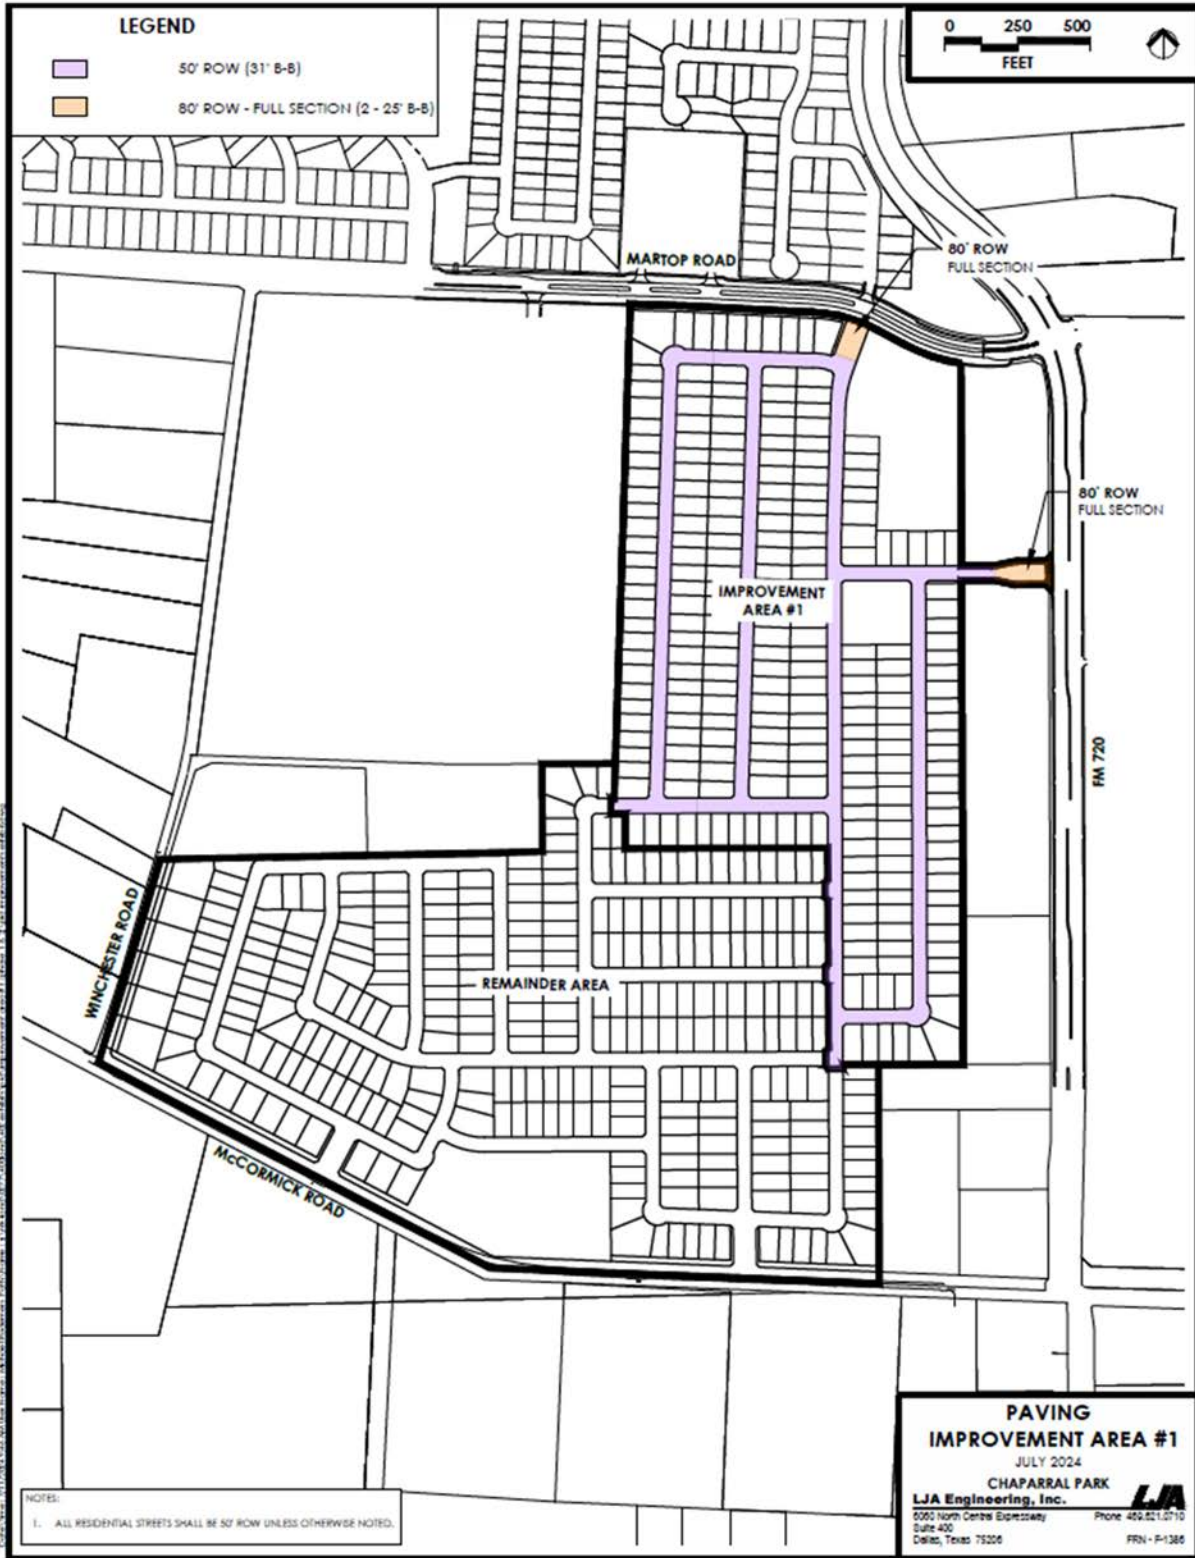 LEGEND
50' ROW (31' B-B)
80' ROW - FULL SECTION (2 - 25' B-B)
0 250 500
FEET
MARTOP ROAD
80' ROW
FULL SECTION
80' ROW
FULL SECTION
IMPROVEMENT
AREA #1
FM 720
WINCHESTER ROAD
REMAINDER AREA
McCORMICK ROAD
PAVING
IMPROVEMENT AREA #1
JULY 2024
CHAPARRAL PARK
LJA Engineering, Inc.
LJA
6060 North Central Expressway
Phone 469.621.0710
Suite 400
Dallas, Texas 75206
FRN - F-1386
NOTES:
1. ALL RESIDENTIAL STREETS SHALL BE 50' ROW UNLESS OTHERWISE NOTED.